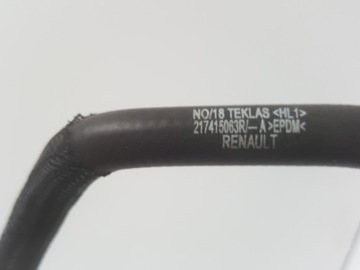 NO/18 TEKLAS <HL1>
217415063R/-- A >EPDM<
RENAULT